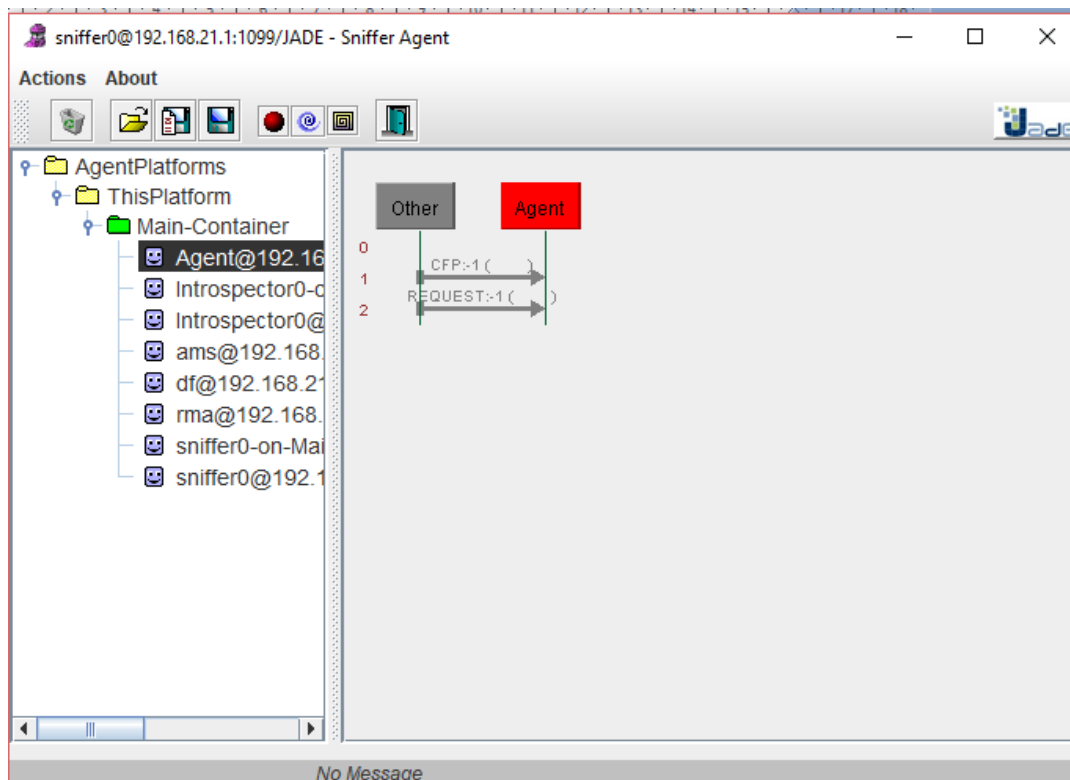 sniffer0@192.168.21.1:1099/JADE - Sniffer Agent
Actions About
Jade
AgentPlatforms
ThisPlatform
Main-Container
Agent@192.16
Introspector0-o
Introspector0@
ams@192.168.
df@192.168.21
rma@192.168.
sniffer0-on-Mai
sniffer0@192.1
Other Agent
0
CFP:-1 ( )
1
REQUEST:-1 ( )
2
No Message